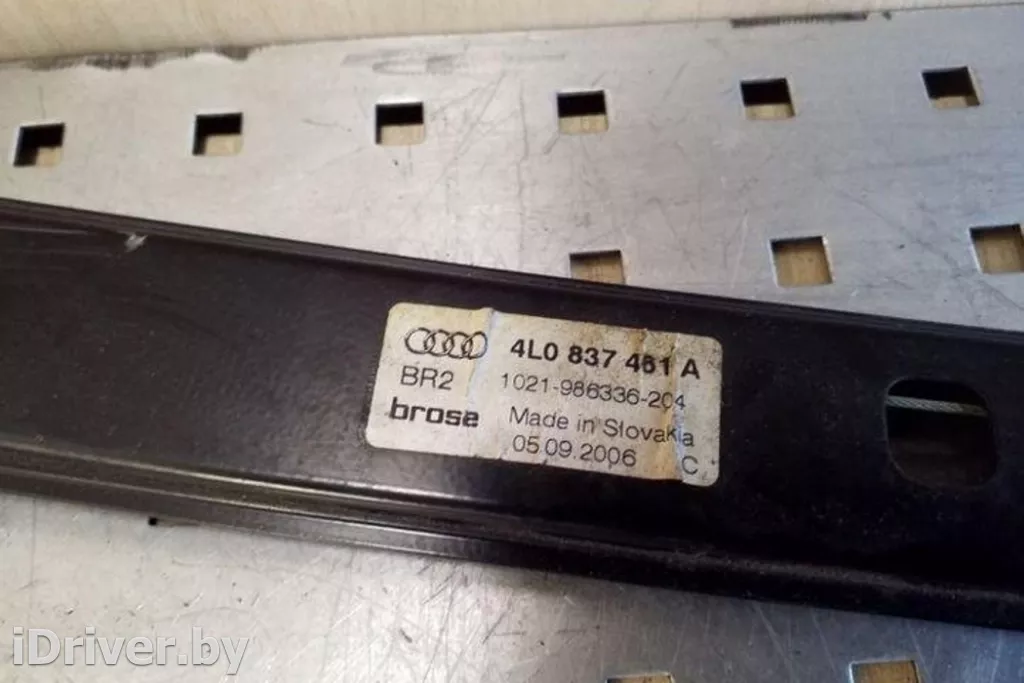 4L0 837 461 A
BR2 1021-986336-204
brose Made in Slovakia
05.09.2006 C
iDriver.by